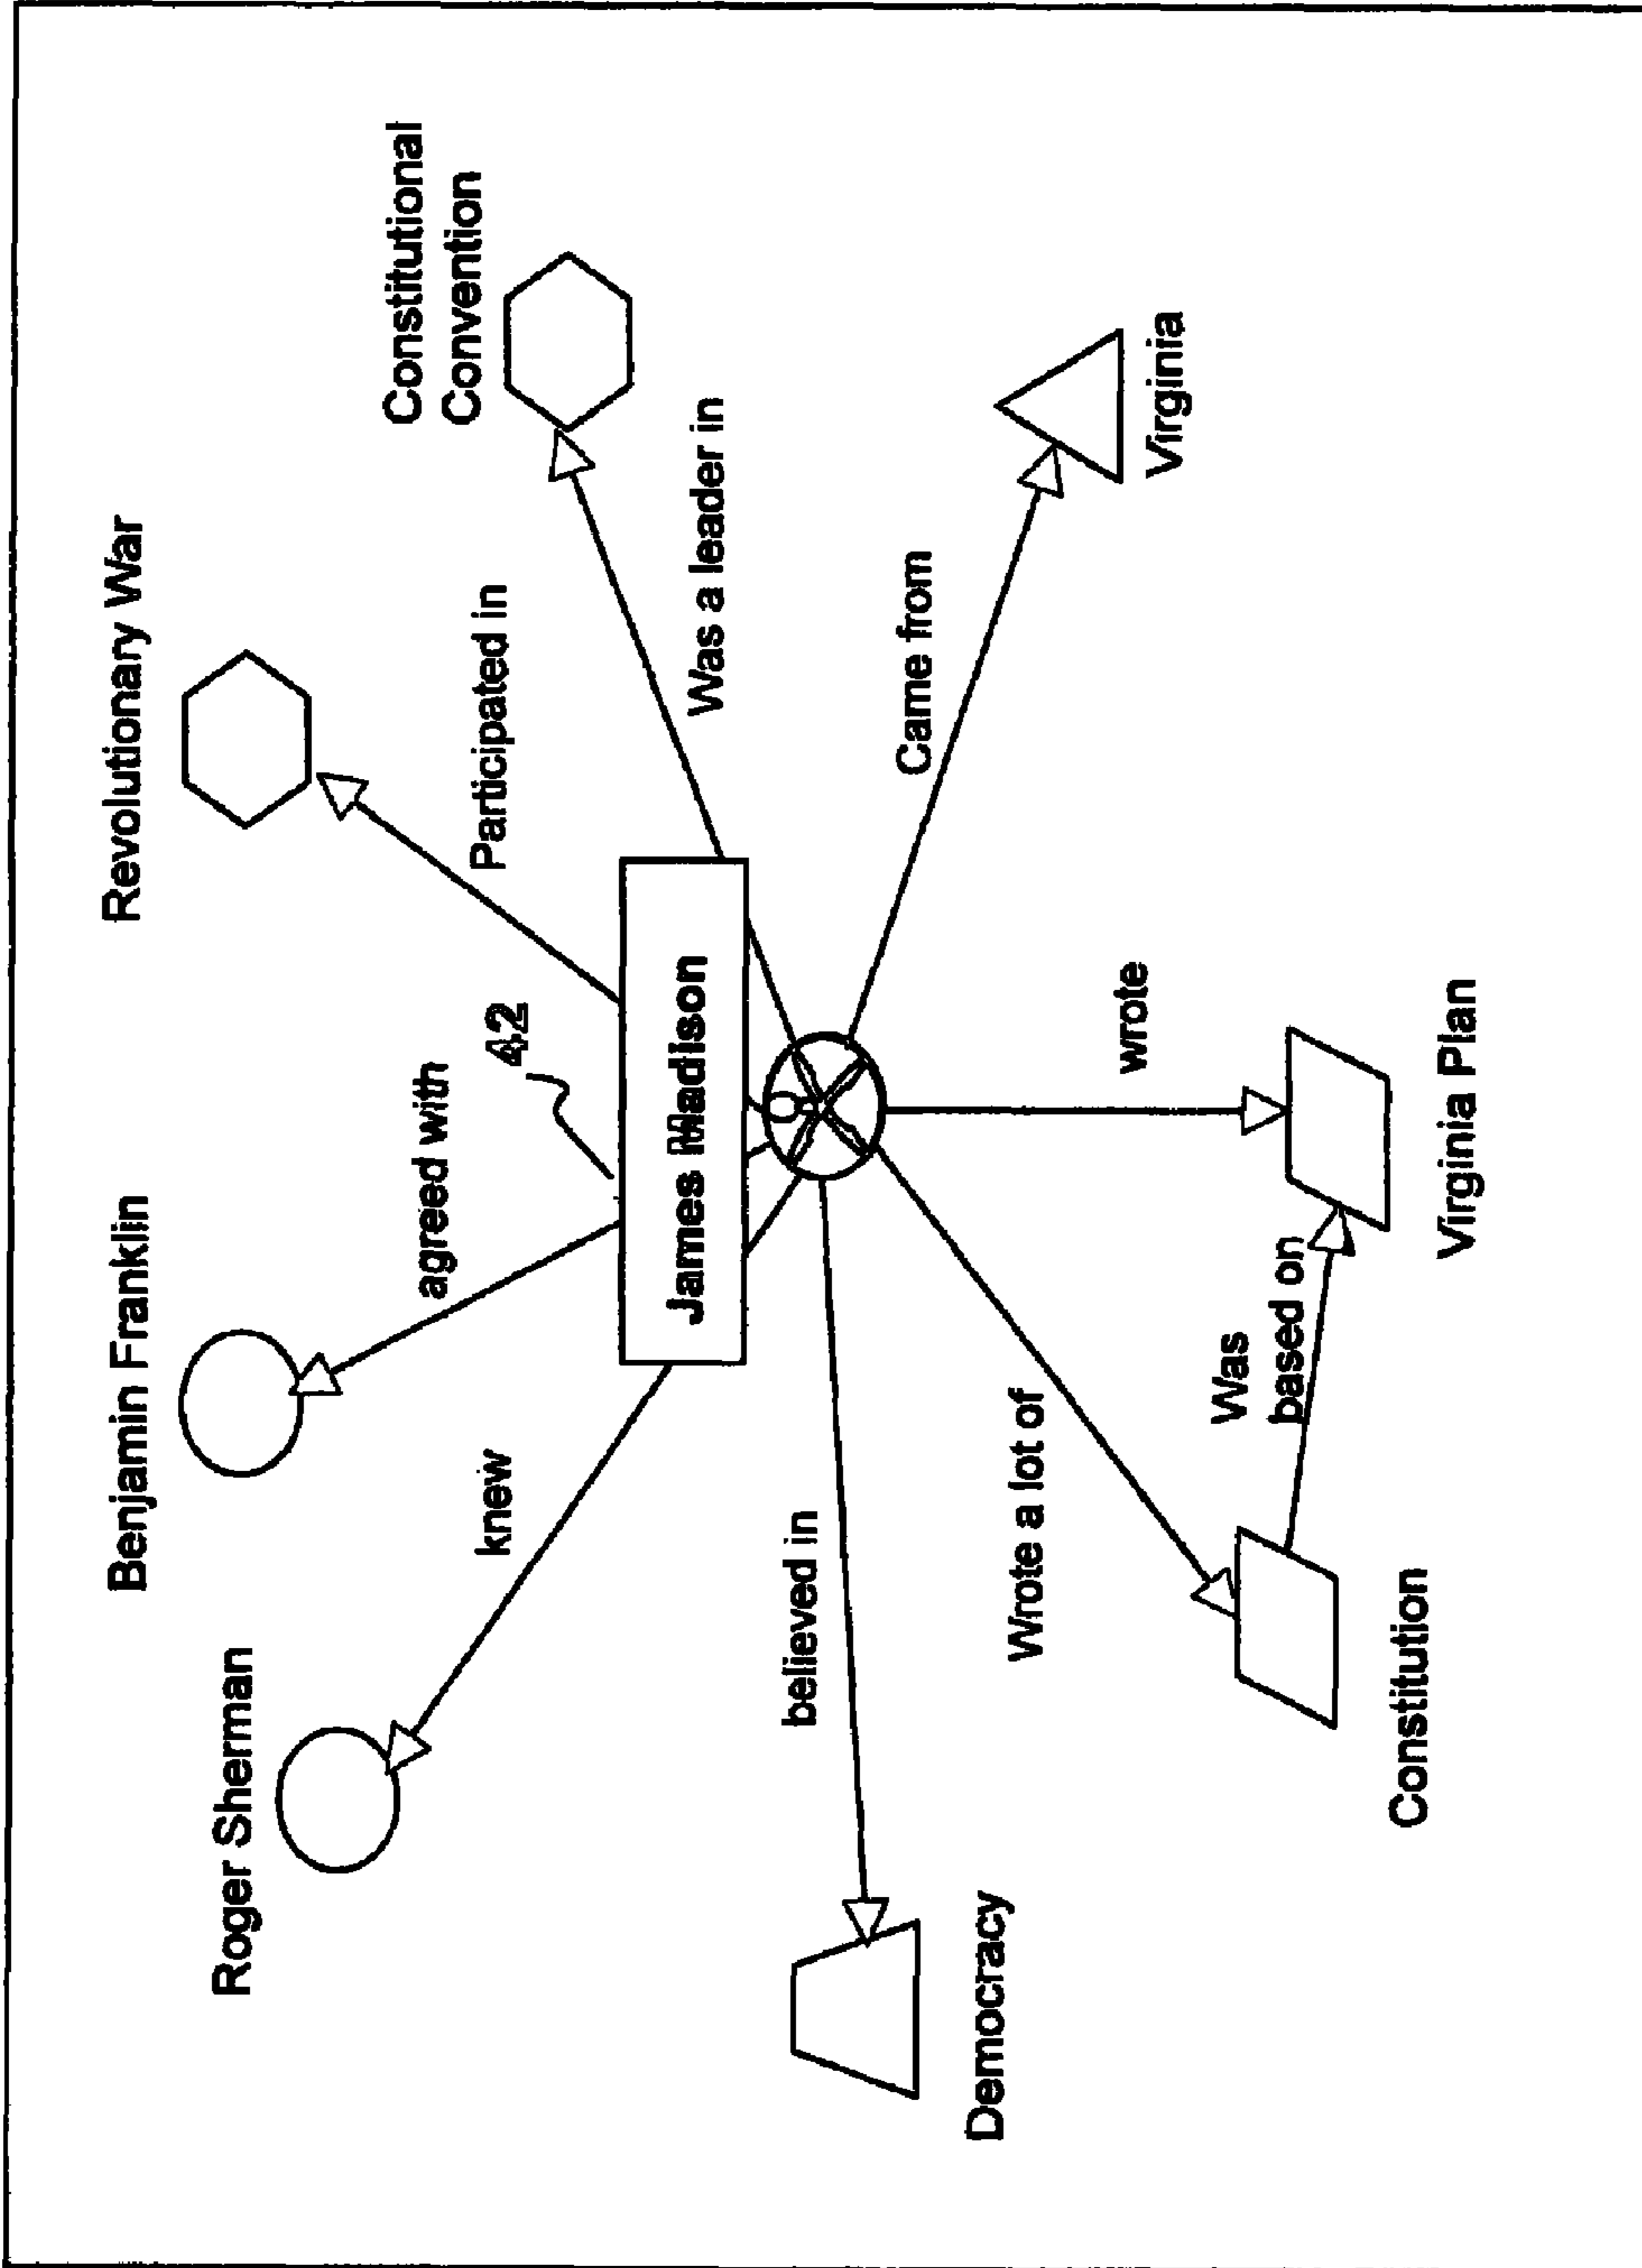 Revolutionary War
Benjamin Franklin
Roger Sherman
Constitutional
Convention
agreed with
Participated in
knew
42
James Madison
Was a leader in
believed in
Came from
Democracy
Wrote a lot of
wrote
Virginia
Was
based on
Constitution
Virginia Plan